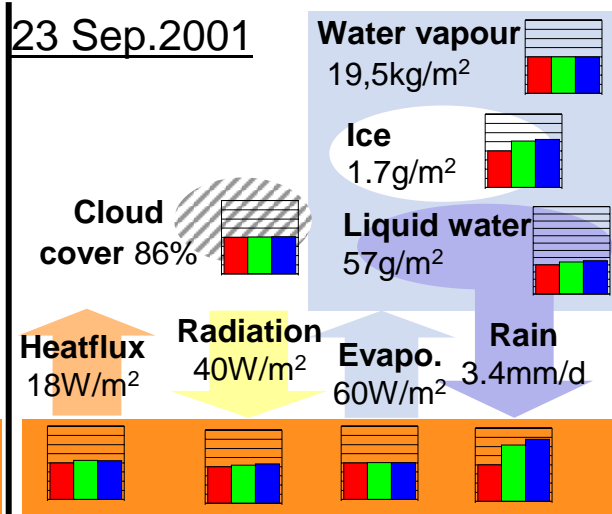 23 Sep.2001
Water vapour
19,5kg/m²
Ice
1.7g/m²
Cloud
cover 86%
Liquid water
57g/m²
Heatflux
18W/m²
Radiation
40W/m²
Evapo.
60W/m²
Rain
3.4mm/d